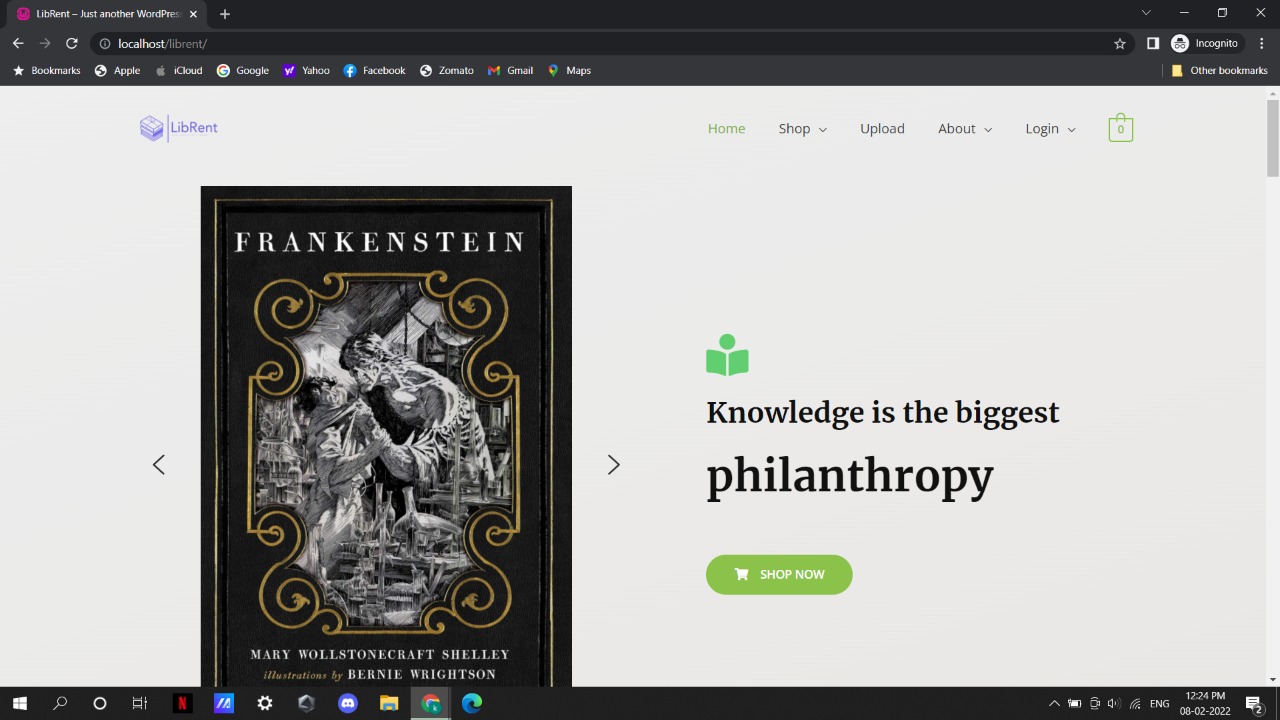 LibRent – Just another WordPres
localhost/librent/
Incognito
Bookmarks Apple iCloud Google Yahoo Facebook Zomato Gmail Maps Other bookmarks
LibRent
Home Shop Upload About Login 0
FRANKENSTEIN
MARY WOLLSTONECRAFT SHELLEY
illustrations by BERNIE WRIGHTSON
Knowledge is the biggest
philanthropy
SHOP NOW
ENG
12:24 PM
08-02-2022
2